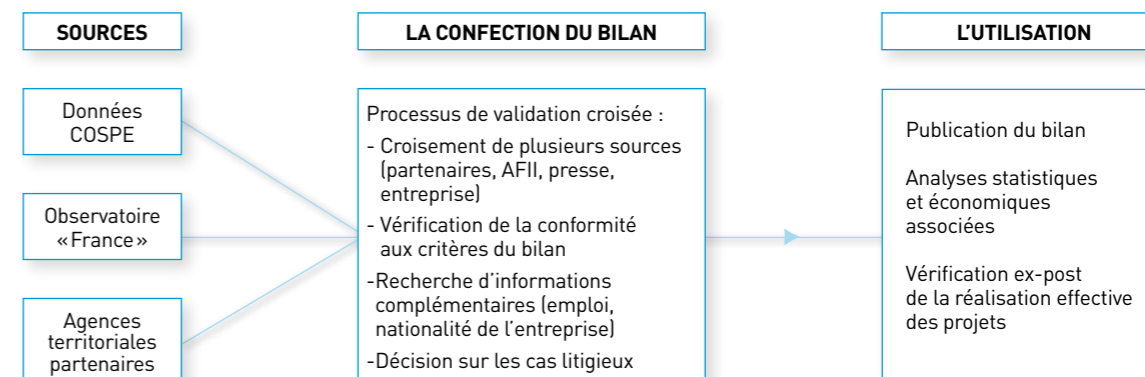 SOURCES
Données
COSPE
Observatoire
«France»
Agences
territoriales
partenaires
LA CONFECTION DU BILAN
Processus de validation croisée :
- Croisement de plusieurs sources
(partenaires, AFII, presse,
entreprise)
- Vérification de la conformité
aux critères du bilan
-Recherche d'informations
complémentaires (emploi,
nationalité de l'entreprise)
-Décision sur les cas litigieux
L'UTILISATION
Publication du bilan
Analyses statistiques
et économiques
associées
Vérification ex-post
de la réalisation effective
des projets